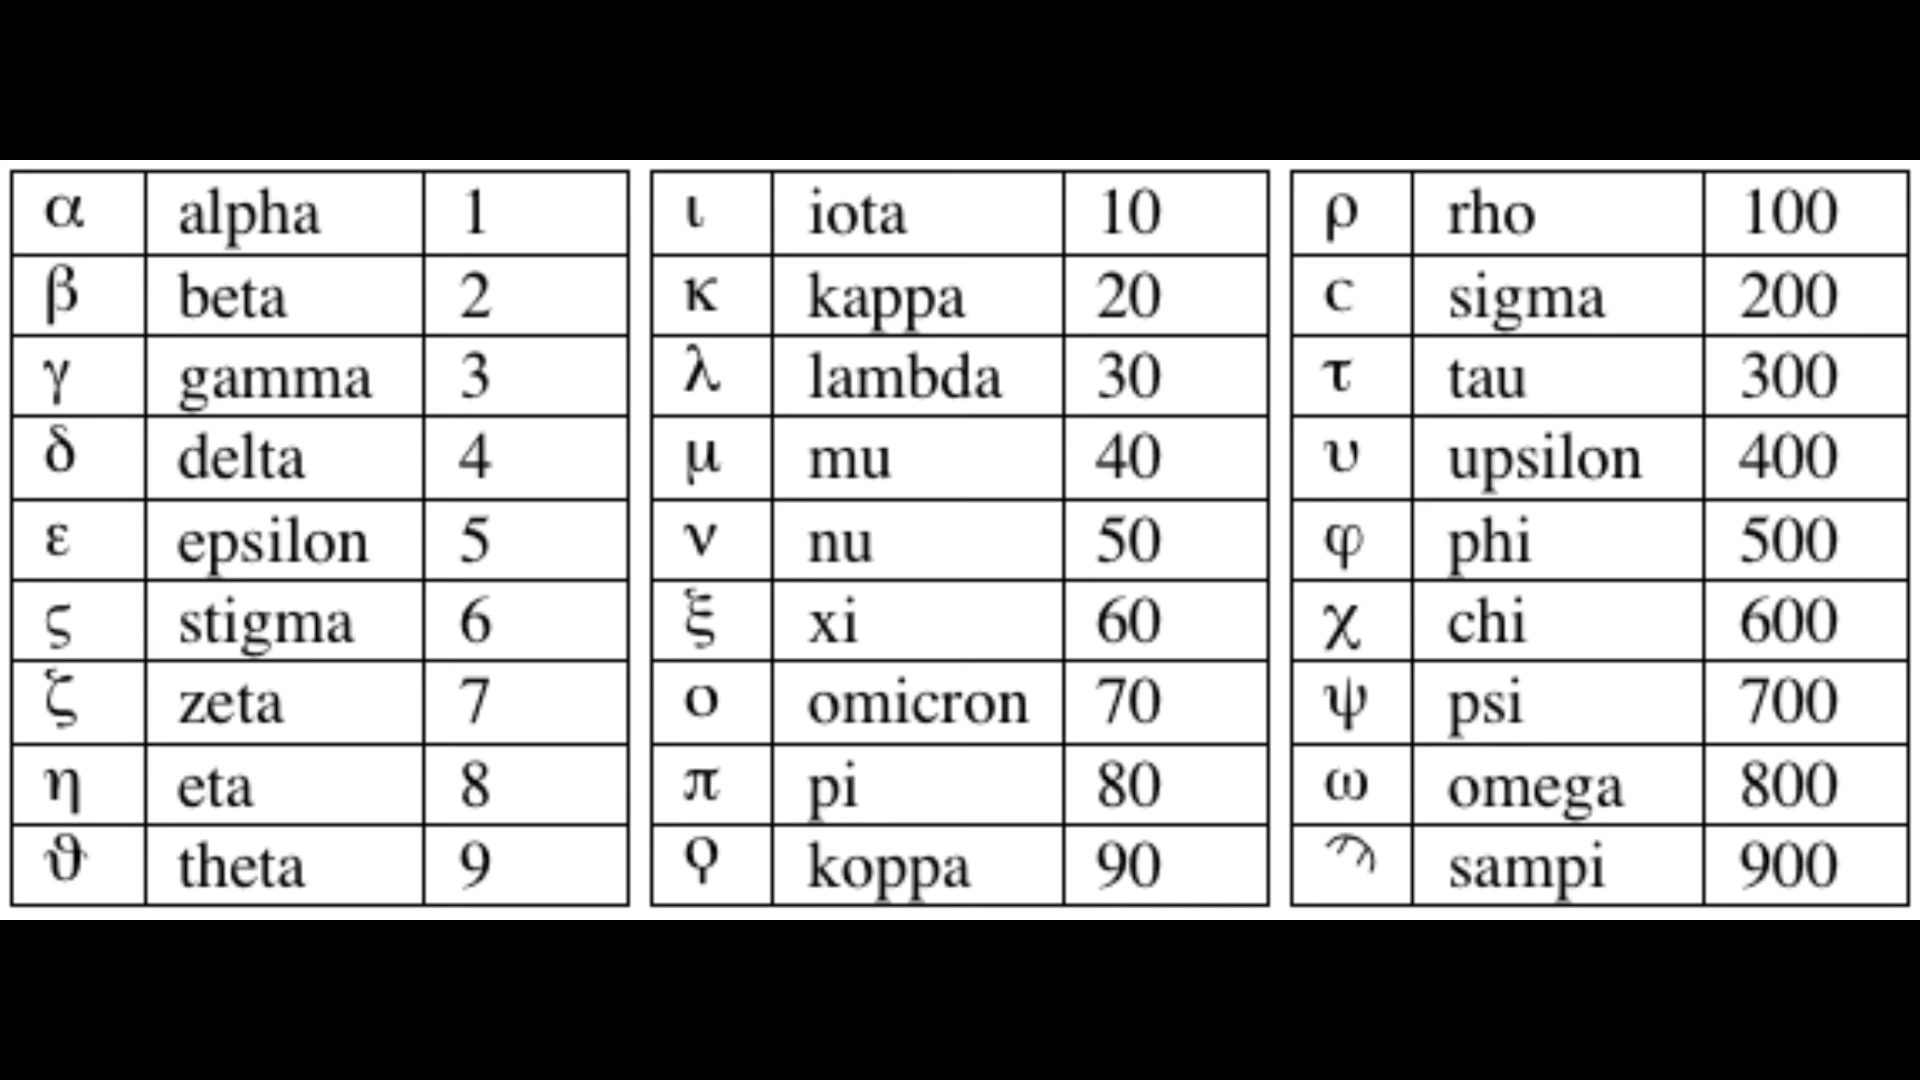 α alpha 1 ι iota 10 ρ rho 100
β beta 2 κ kappa 20 c sigma 200
γ gamma 3 λ lambda 30 τ tau 300
δ delta 4 μ mu 40 υ upsilon 400
ε epsilon 5 ν nu 50 φ phi 500
ϛ stigma 6 ξ xi 60 χ chi 600
ζ zeta 7 ο omicron 70 ψ psi 700
η eta 8 π pi 80 ω omega 800
ϑ theta 9 ϙ koppa 90 ϡ sampi 900